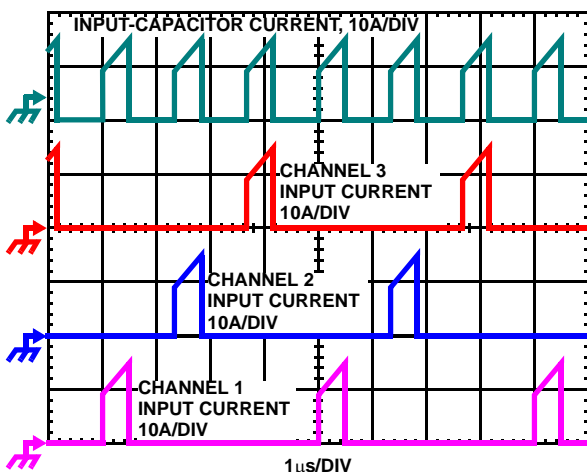 INPUT-CAPACITOR CURRENT, 10A/DIV
CHANNEL 3
INPUT CURRENT
10A/DIV
CHANNEL 2
INPUT CURRENT
10A/DIV
CHANNEL 1
INPUT CURRENT
10A/DIV
1μs/DIV